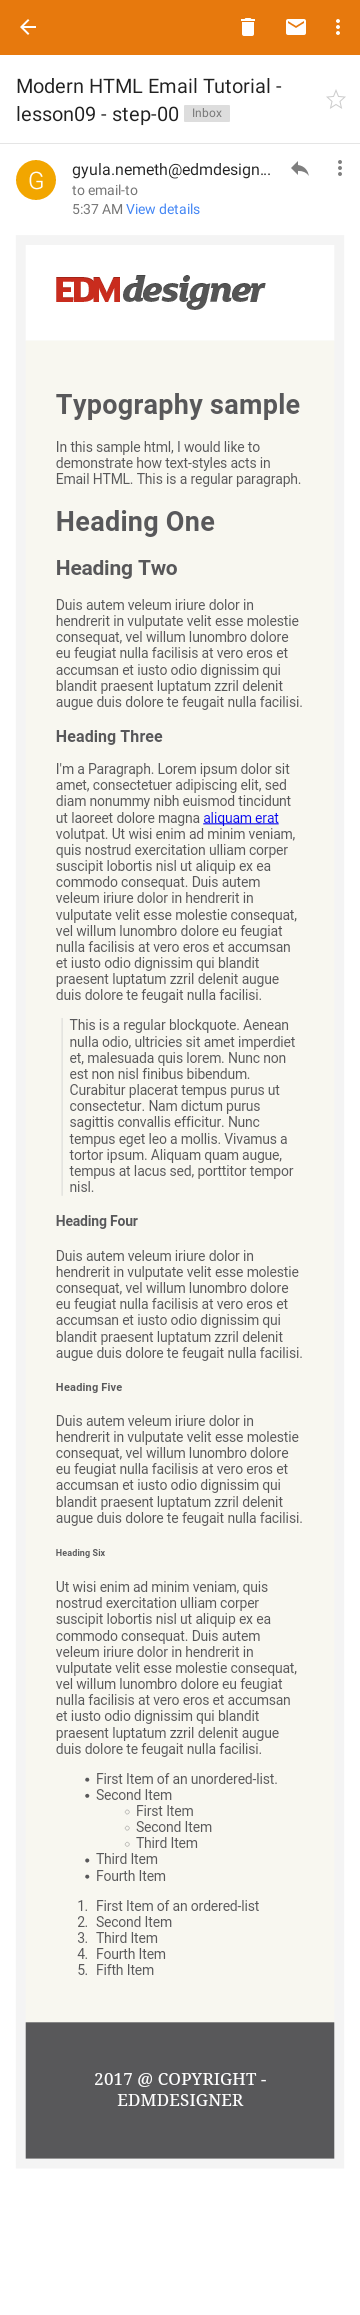 Modern HTML Email Tutorial -
lesson09 - step-00 Inbox
G
gyula.nemeth@edmdesign...
to email-to
5:37 AM View details
EDMdesigner
Typography sample
In this sample html, I would like to
demonstrate how text-styles acts in
Email HTML. This is a regular paragraph.
Heading One
Heading Two
Duis autem veleum iriure dolor in
hendrerit in vulputate velit esse molestie
consequat, vel willum lunombro dolore
eu feugiat nulla facilisis at vero eros et
accumsan et iusto odio dignissim qui
blandit praesent luptatum zzril delenit
augue duis dolore te feugait nulla facilisi.
Heading Three
I'm a Paragraph. Lorem ipsum dolor sit
amet, consectetuer adipiscing elit, sed
diam nonummy nibh euismod tincidunt
ut laoreet dolore magna aliquam erat
volutpat. Ut wisi enim ad minim veniam,
quis nostrud exercitation ulliam corper
suscipit lobortis nisl ut aliquip ex ea
commodo consequat. Duis autem
veleum iriure dolor in hendrerit in
vulputate velit esse molestie consequat,
vel willum lunombro dolore eu feugiat
nulla facilisis at vero eros et accumsan
et iusto odio dignissim qui blandit
praesent luptatum zzril delenit augue
duis dolore te feugait nulla facilisi.
This is a regular blockquote. Aenean
nulla odio, ultricies sit amet imperdiet
et, malesuada quis lorem. Nunc non
est non nisl finibus bibendum.
Curabitur placerat tempus purus ut
consectetur. Nam dictum purus
sagittis convallis efficitur. Nunc
tempus eget leo a mollis. Vivamus a
tortor ipsum. Aliquam quam augue,
tempus at lacus sed, porttitor tempor
nisl.
Heading Four
Duis autem veleum iriure dolor in
hendrerit in vulputate velit esse molestie
consequat, vel willum lunombro dolore
eu feugiat nulla facilisis at vero eros et
accumsan et iusto odio dignissim qui
blandit praesent luptatum zzril delenit
augue duis dolore te feugait nulla facilisi.
Heading Five
Duis autem veleum iriure dolor in
hendrerit in vulputate velit esse molestie
consequat, vel willum lunombro dolore
eu feugiat nulla facilisis at vero eros et
accumsan et iusto odio dignissim qui
blandit praesent luptatum zzril delenit
augue duis dolore te feugait nulla facilisi.
Heading Six
Ut wisi enim ad minim veniam, quis
nostrud exercitation ulliam corper
suscipit lobortis nisl ut aliquip ex ea
commodo consequat. Duis autem
veleum iriure dolor in hendrerit in
vulputate velit esse molestie consequat,
vel willum lunombro dolore eu feugiat
nulla facilisis at vero eros et accumsan
et iusto odio dignissim qui blandit
praesent luptatum zzril delenit augue
duis dolore te feugait nulla facilisi.
• First Item of an unordered-list.
• Second Item
○ First Item
○ Second Item
○ Third Item
• Third Item
• Fourth Item
1. First Item of an ordered-list
2. Second Item
3. Third Item
4. Fourth Item
5. Fifth Item
2017 @ COPYRIGHT -
EDMDESIGNER